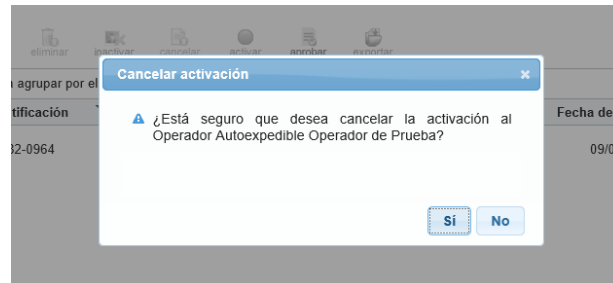 eliminar inactivar cancelar activar aprobar exportar
agrupar por el
Cancelar activación
tificación
Fecha de
¿Está seguro que desea cancelar la activación al
Operador Autoexpedible Operador de Prueba?
32-0964
09/0
Sí No